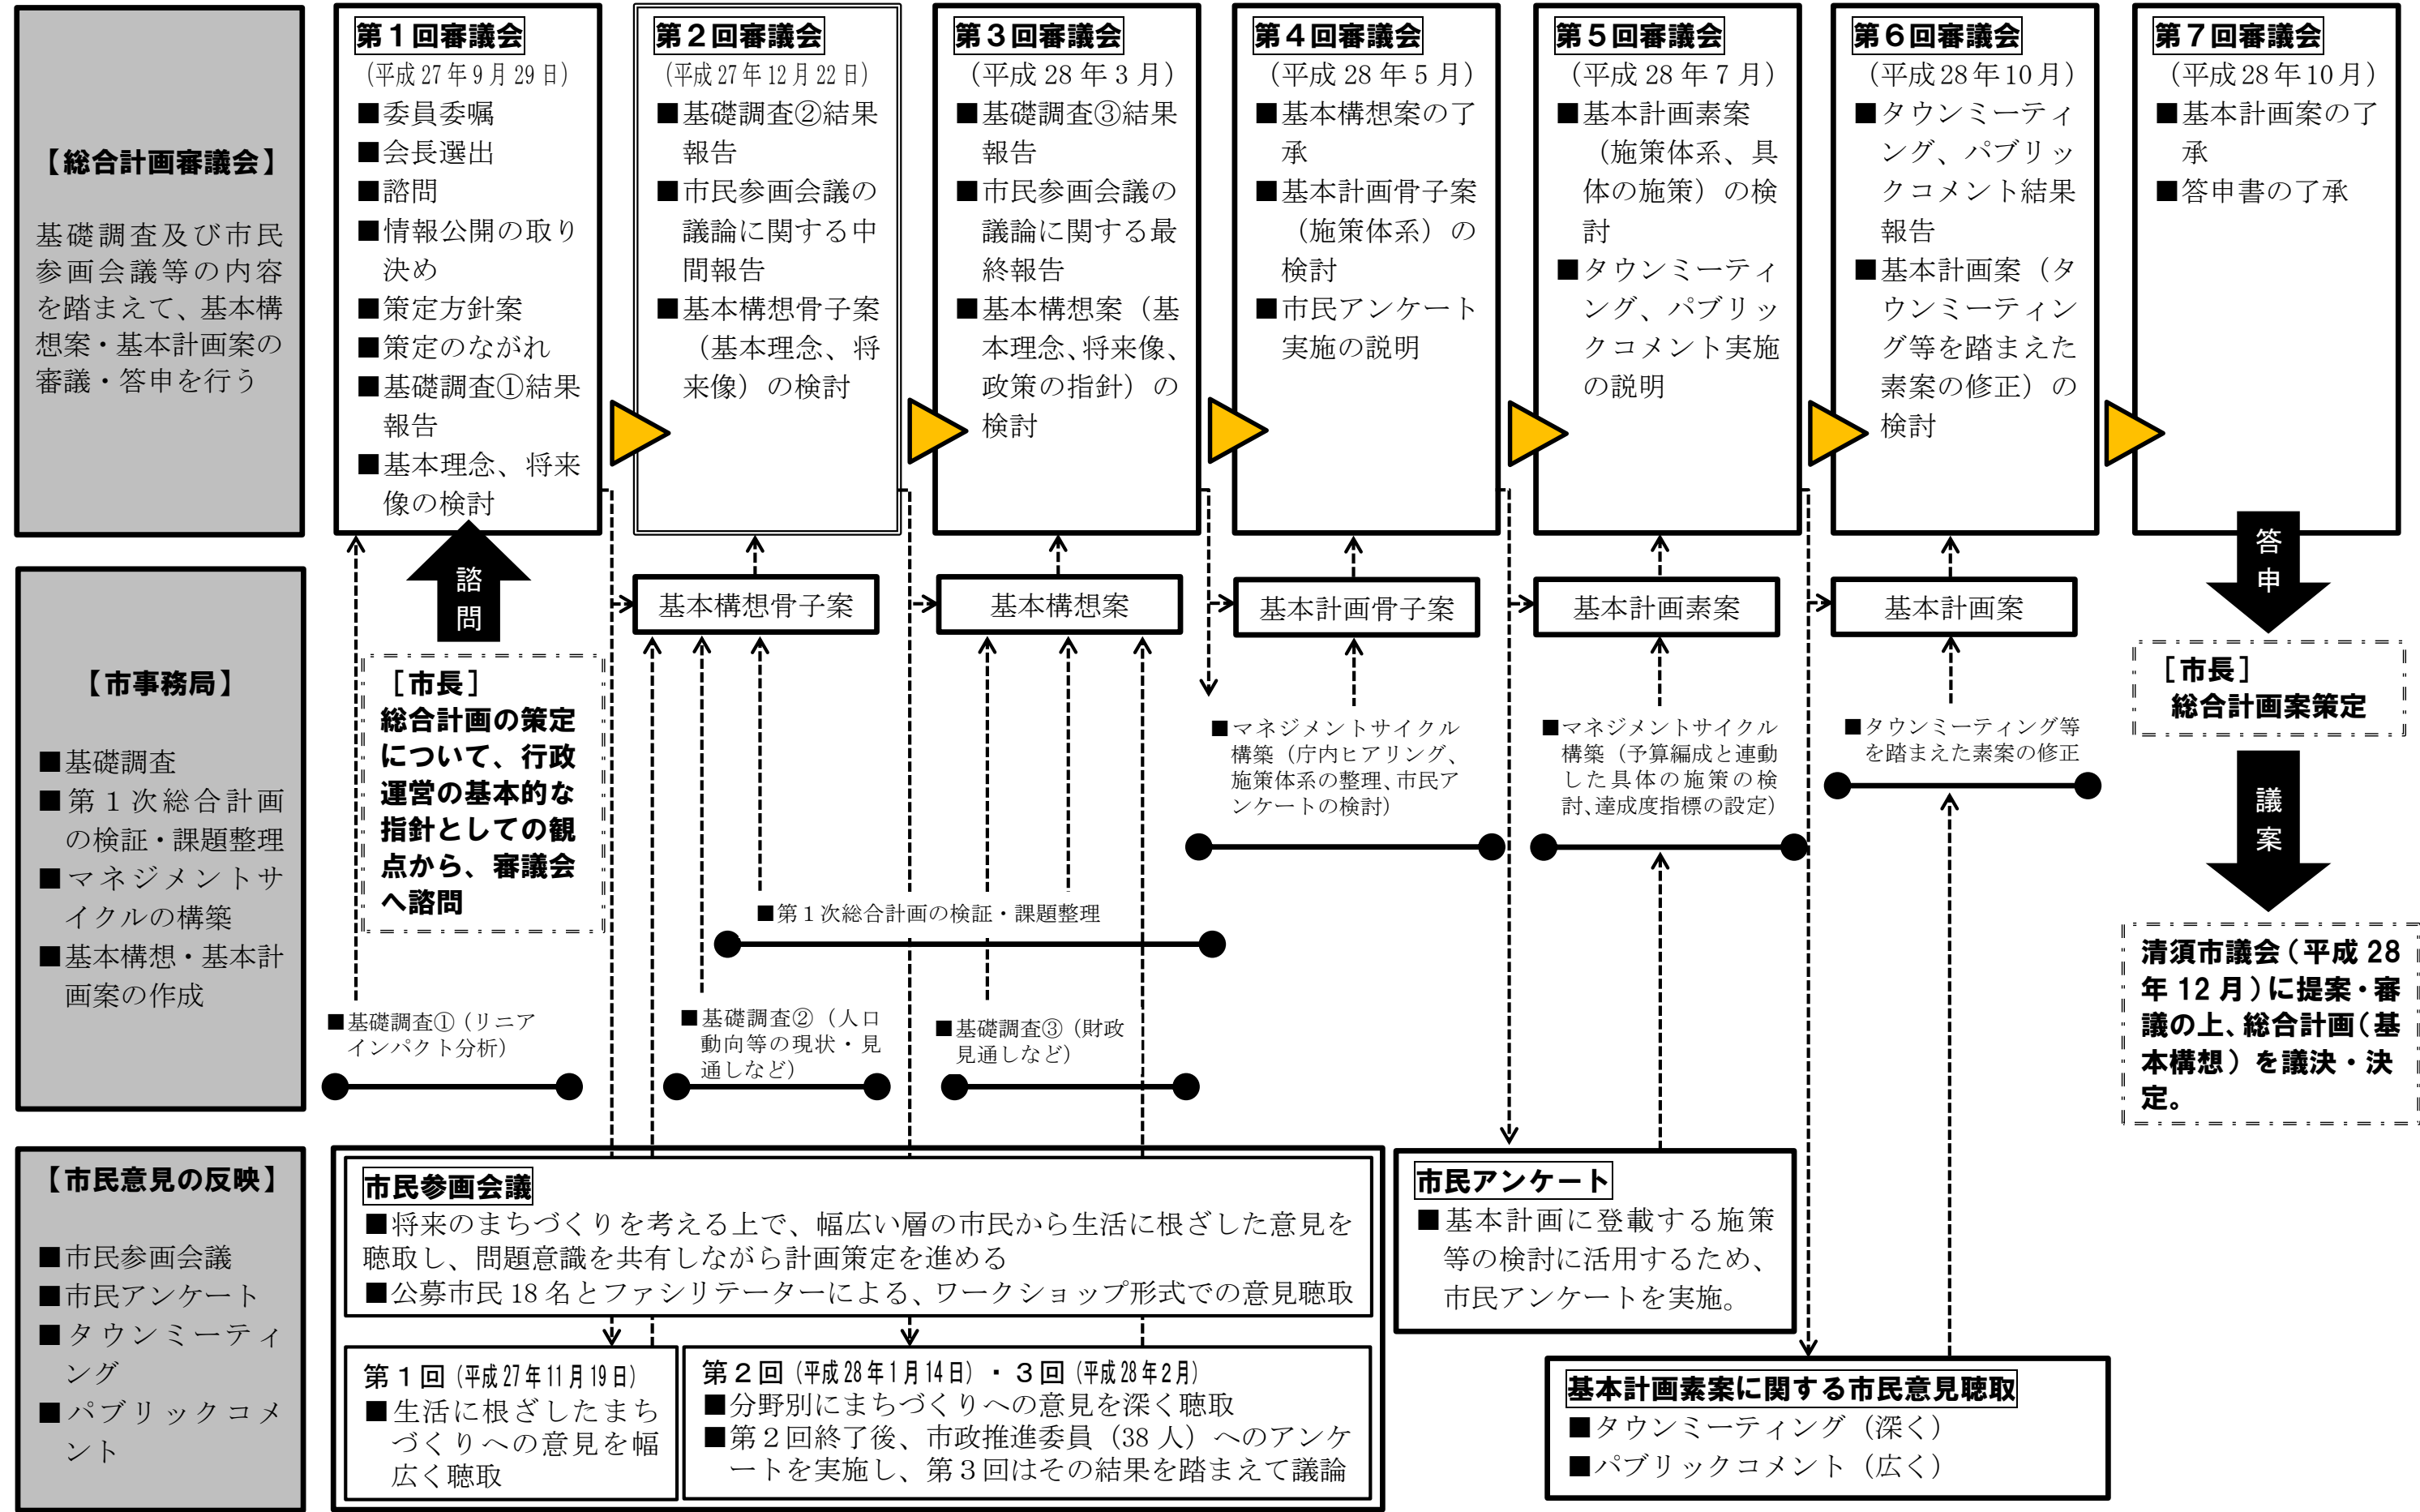 【総合計画審議会】
基礎調査及び市民
参画会議等の内容
を踏まえて、基本構
想案・基本計画案の
審議・答申を行う
第１回審議会
（平成 27 年 9 月 29 日）
■委員委嘱
■会長選出
■諮問
■情報公開の取り
決め
■策定方針案
■策定のながれ
■基礎調査①結果
報告
■基本理念、将来
像の検討
第２回審議会
（平成 27 年 12 月 22 日）
■基礎調査②結果
報告
■市民参画会議の
議論に関する中
間報告
■基本構想骨子案
（基本理念、将
来像）の検討
第３回審議会
（平成 28 年 3 月）
■基礎調査③結果
報告
■市民参画会議の
議論に関する最
終報告
■基本構想案（基
本理念、将来像、
政策の指針）の
検討
第４回審議会
（平成 28 年 5 月）
■基本構想案の了
承
■基本計画骨子案
（施策体系）の
検討
■市民アンケート
実施の説明
第５回審議会
（平成 28 年 7 月）
■基本計画素案
（施策体系、具
体の施策）の検
討
■タウンミーティ
ング、パブリッ
クコメント実施
の説明
第６回審議会
（平成 28 年 10 月）
■タウンミーティ
ング、パブリッ
クコメント結果
報告
■基本計画案（タ
ウンミーティン
グ等を踏まえた
素案の修正）の
検討
第７回審議会
（平成 28 年 10 月）
■基本計画案の了
承
■答申書の了承
【市事務局】
■基礎調査
■第１次総合計画
の検証・課題整理
■マネジメントサ
イクルの構築
■基本構想・基本計
画案の作成
諮
問
［市長］
総合計画の策定
について、行政
運営の基本的な
指針としての観
点から、審議会
へ諮問
基本構想骨子案
基本構想案
基本計画骨子案
基本計画素案
基本計画案
答
申
［市長］
総合計画案策定
議
案
清須市議会（平成 28
年 12 月）に提案・審
議の上、総合計画（基
本構想）を議決・決
定。
■マネジメントサイクル
構築（庁内ヒアリング、
施策体系の整理、市民ア
ンケートの検討）
■マネジメントサイクル
構築（予算編成と連動
した具体の施策の検
討、達成度指標の設定）
■タウンミーティング等
を踏まえた素案の修正
■第１次総合計画の検証・課題整理
■基礎調査①（リニア
インパクト分析）
■基礎調査②（人口
動向等の現状・見
通しなど）
■基礎調査③（財政
見通しなど）
【市民意見の反映】
■市民参画会議
■市民アンケート
■タウンミーティ
ング
■パブリックコメ
ント
市民参画会議
■将来のまちづくりを考える上で、幅広い層の市民から生活に根ざした意見を
聴取し、問題意識を共有しながら計画策定を進める
■公募市民 18 名とファシリテーターによる、ワークショップ形式での意見聴取
第１回（平成 27 年 11 月 19 日）
■生活に根ざしたまち
づくりへの意見を幅
広く聴取
第２回（平成 28 年 1 月 14 日）・３回（平成 28 年 2 月）
■分野別にまちづくりへの意見を深く聴取
■第２回終了後、市政推進委員（38 人）へのアンケ
ートを実施し、第３回はその結果を踏まえて議論
市民アンケート
■基本計画に登載する施策
等の検討に活用するため、
市民アンケートを実施。
基本計画素案に関する市民意見聴取
■タウンミーティング（深く）
■パブリックコメント（広く）